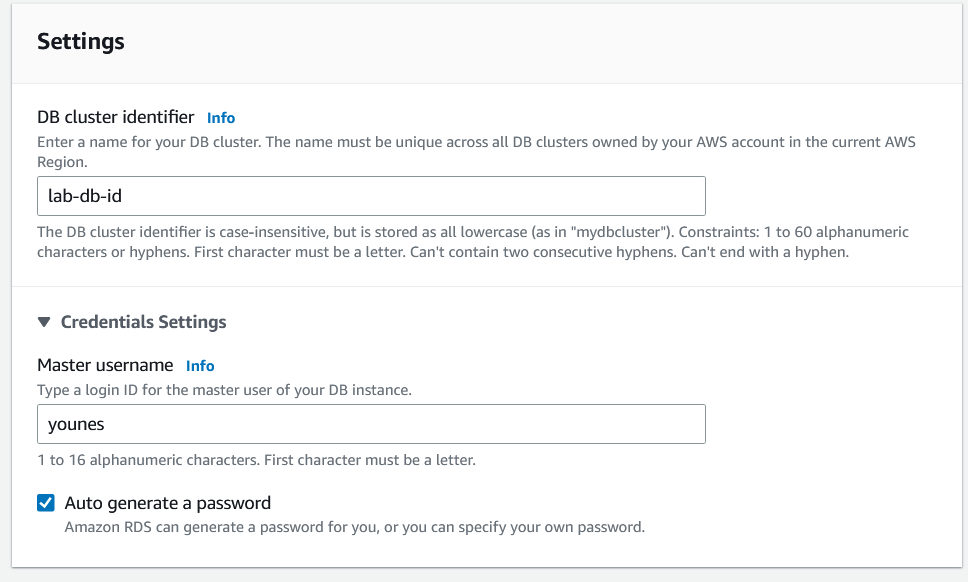 Settings
DB cluster identifier Info
Enter a name for your DB cluster. The name must be unique across all DB clusters owned by your AWS account in the current AWS
Region.
lab-db-id
The DB cluster identifier is case-insensitive, but is stored as all lowercase (as in "mydbcluster"). Constraints: 1 to 60 alphanumeric
characters or hyphens. First character must be a letter. Can't contain two consecutive hyphens. Can't end with a hyphen.
Credentials Settings
Master username Info
Type a login ID for the master user of your DB instance.
younes
1 to 16 alphanumeric characters. First character must be a letter.
Auto generate a password
Amazon RDS can generate a password for you, or you can specify your own password.